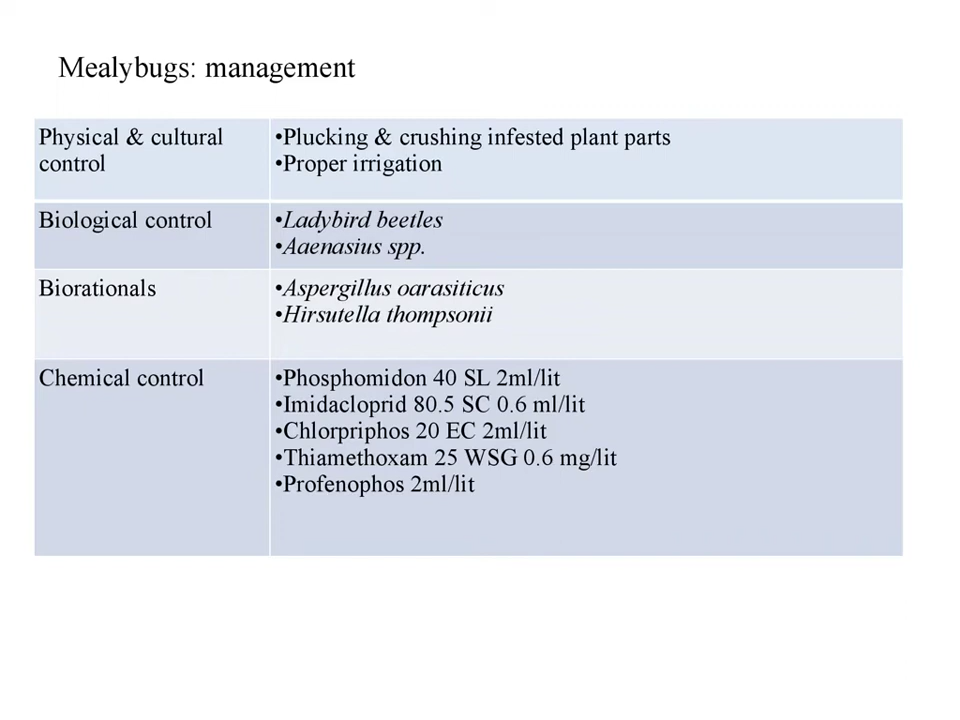 Mealybugs: management
Physical & cultural control
•Plucking & crushing infested plant parts
•Proper irrigation
Biological control
•Ladybird beetles
•Aaenasius spp.
Biorationals
•Aspergillus oarasiticus
•Hirsutella thompsonii
Chemical control
•Phosphomidon 40 SL 2ml/lit
•Imidacloprid 80.5 SC 0.6 ml/lit
•Chlorpriphos 20 EC 2ml/lit
•Thiamethoxam 25 WSG 0.6 mg/lit
•Profenophos 2ml/lit